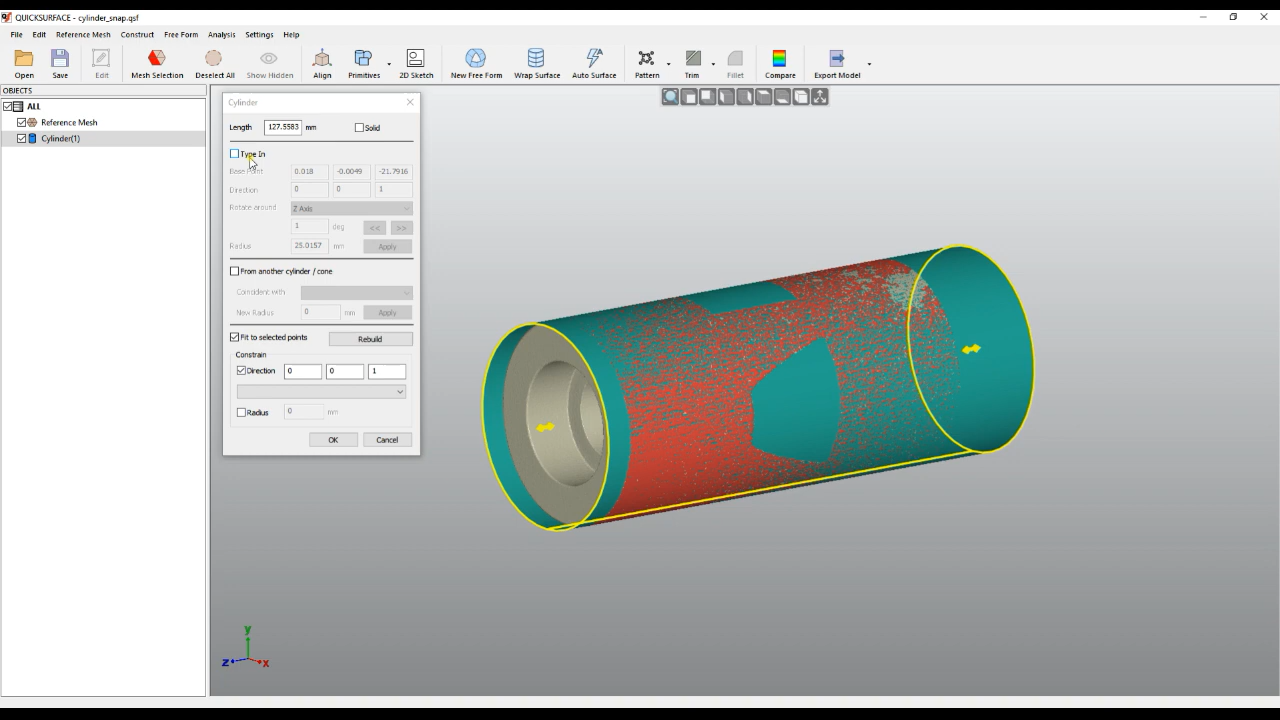 QUICKSURFACE - cylinder_snap.qsf
File Edit Reference Mesh Construct Free Form Analysis Settings Help
Open Save Edit Mesh Selection Deselect All Show Hidden Align Primitives 2D Sketch New Free Form Wrap Surface Auto Surface Pattern Trim Fillet Compare Export Model
OBJECTS
ALL
Reference Mesh
Cylinder(1)
Cylinder
Length 127.5583 mm Solid
Type In
Base Point 0.018 -0.0049 -21.7916
Direction 0 0 1
Rotate around Z Axis
1 deg << >>
Radius 25.0157 mm Apply
From another cylinder / cone
Coincident with
New Radius 0 mm Apply
Fit to selected points Rebuild
Constrain
Direction 0 0 1
Radius 0 mm
OK Cancel
y
z x